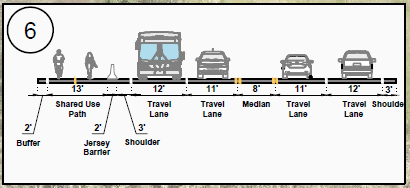 6
13' 12' 11' 8' 11' 12' 3'
Shared Use Path Travel Lane Travel Lane Median Travel Lane Travel Lane Shoulde
2' 2' 3'
Buffer Jersey Barrier Shoulder